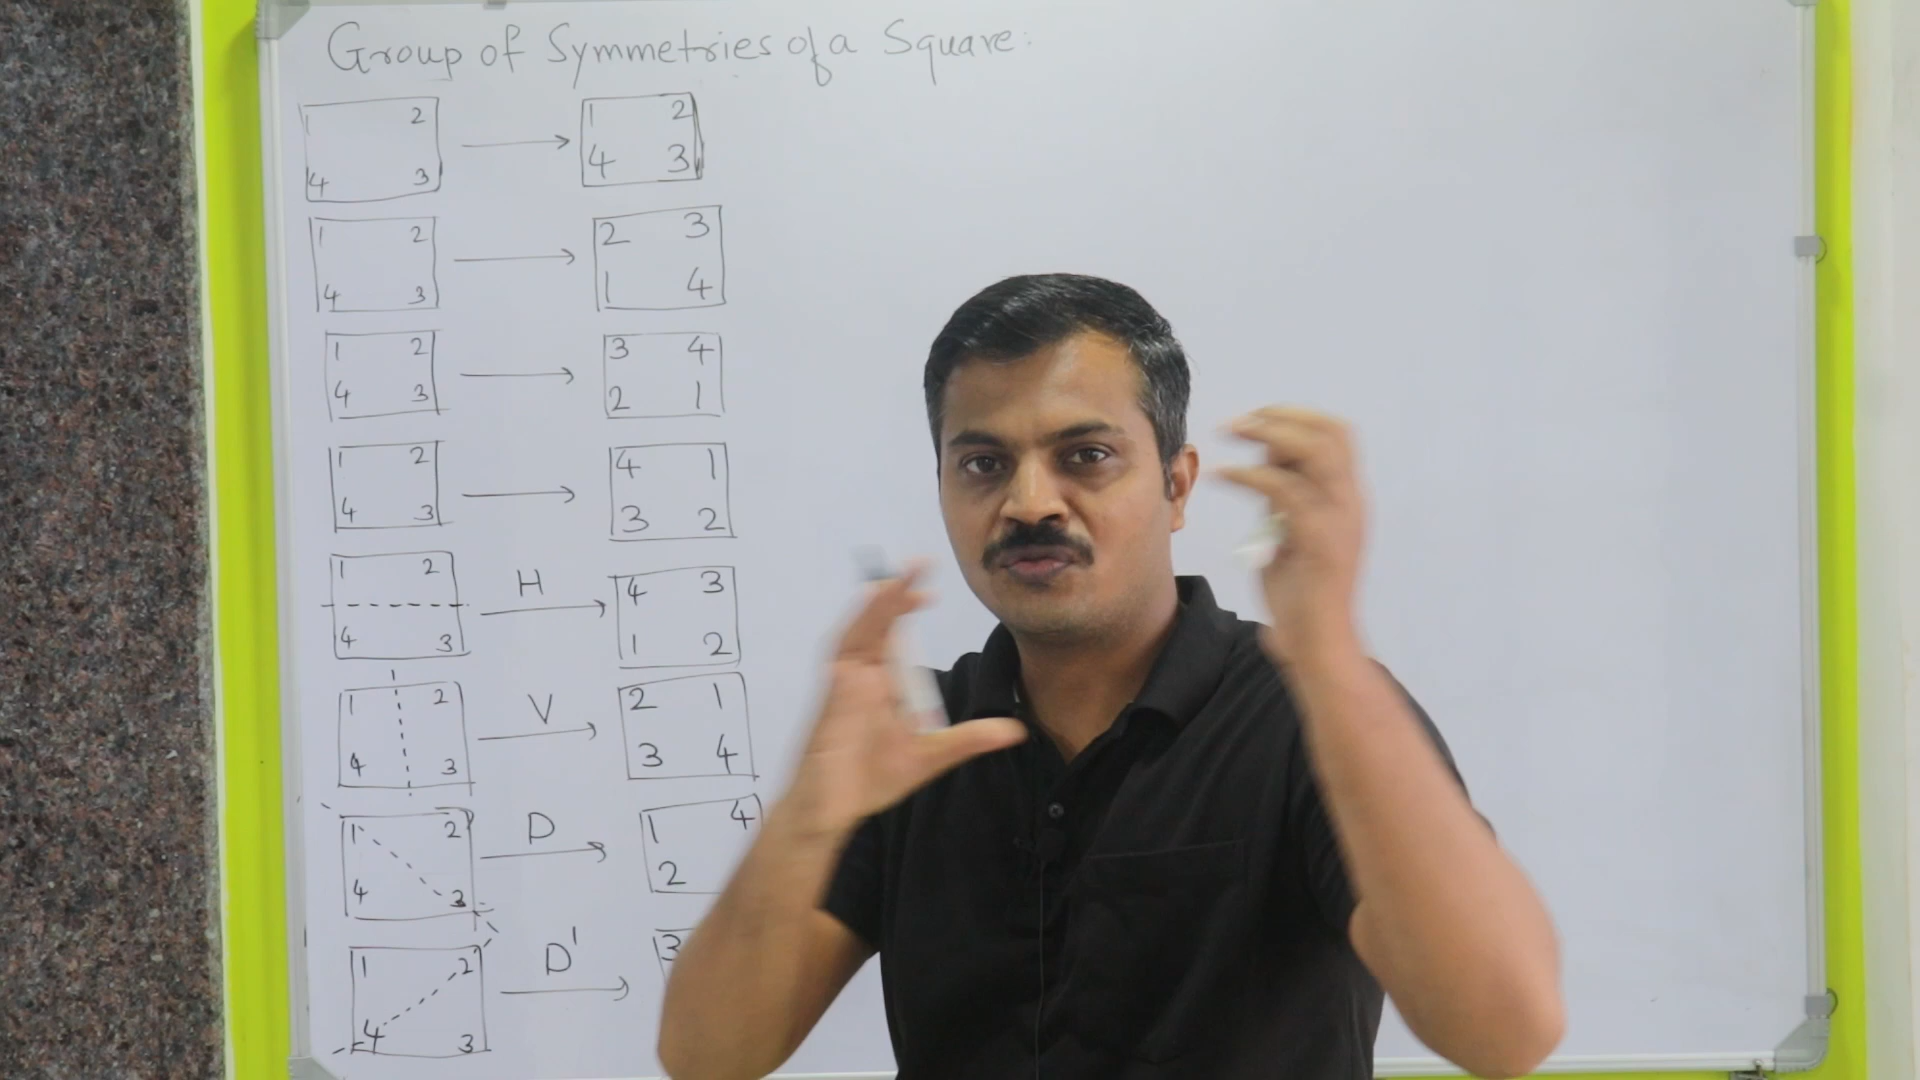 Group of Symmetries of a Square:
1 2 1 2
4 3 4 3
1 2 2 3
4 3 1 4
1 2 3 4
4 3 2 1
1 2 4 1
4 3 3 2
1 2 H 4 3
4 3 1 2
1 2 V 2 1
4 3 3 4
1 2 D 1 4
4 3 2
1 2 D' 3
4 3